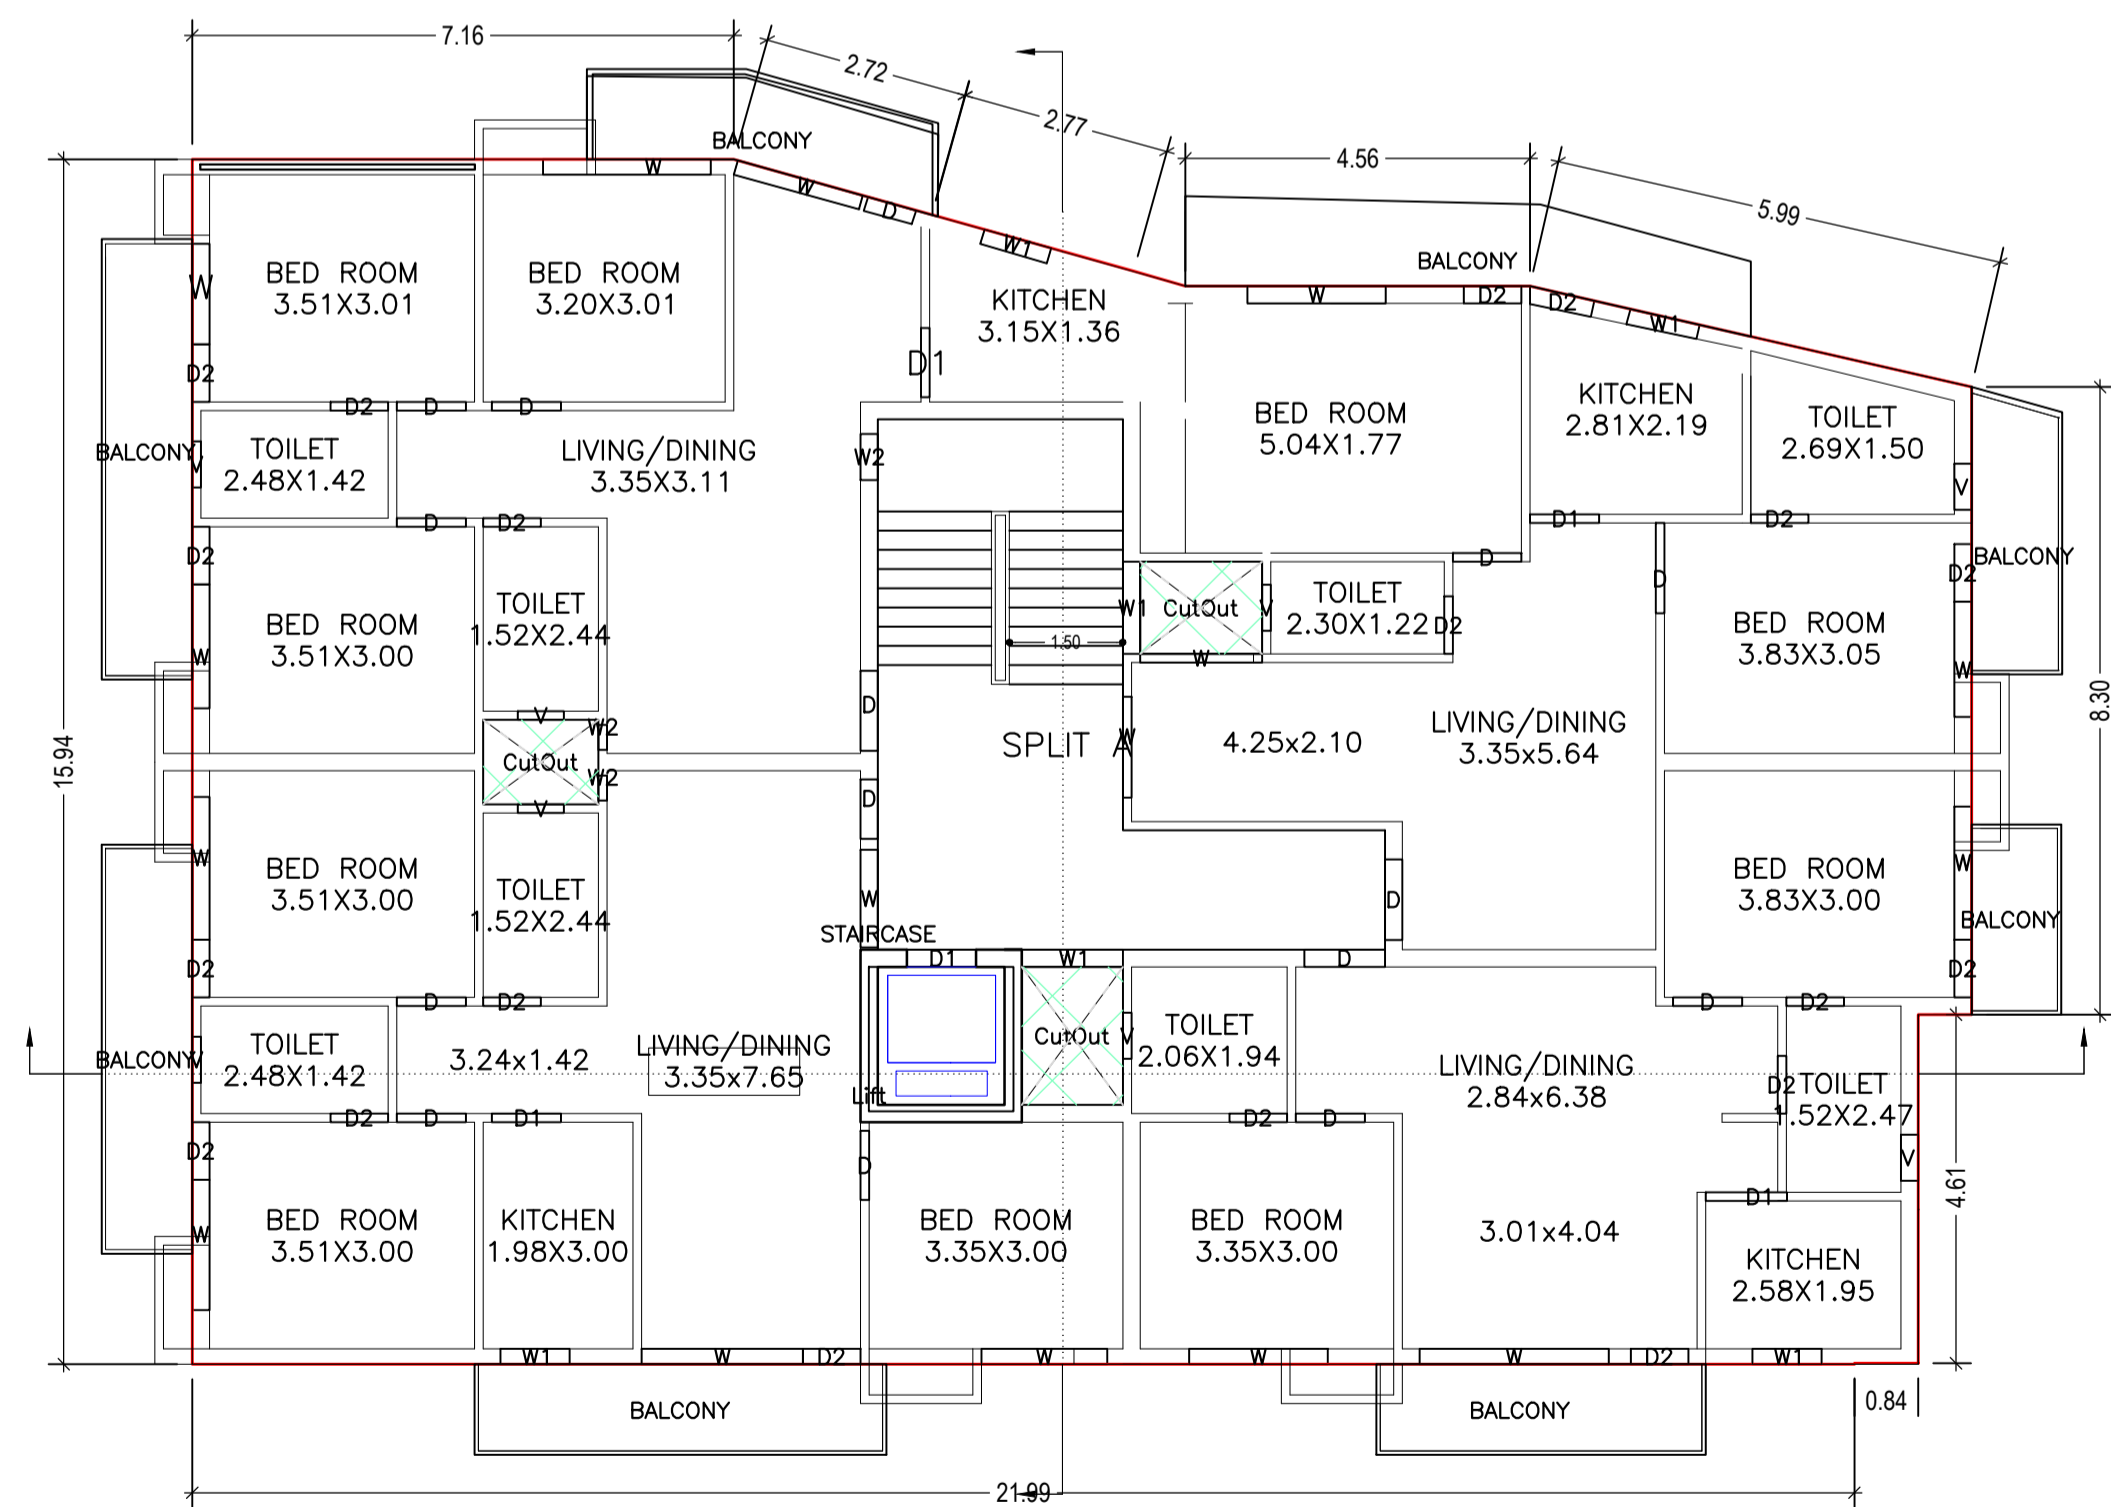 7.16
2.72
2.77
4.56
5.99
BALCONY
W
W
D
W1
BALCONY
W
D2
D2
W1
BED ROOM
3.51X3.01
BED ROOM
3.20X3.01
KITCHEN
3.15X1.36
W
D2
D1
D2
D
D
BED ROOM
5.04X1.77
KITCHEN
2.81X2.19
TOILET
2.69X1.50
BALCONY
V
TOILET
2.48X1.42
LIVING/DINING
3.35X3.11
W2
V
D
D2
D1
D2
D2
BED ROOM
3.51X3.00
W
TOILET
1.52X2.44
W1
CutOut
V
TOILET
2.30X1.22
D2
D
D
BED ROOM
3.83X3.05
D2
W
BALCONY
1.50
W
8.30
15.94
V
W2
CutOut
W2
V
D
D
SPLIT A
W
4.25x2.10
LIVING/DINING
3.35x5.64
BED ROOM
3.51X3.00
W
D2
TOILET
1.52X2.44
W
D
BED ROOM
3.83X3.00
W
D2
BALCONY
STAIRCASE
D1
W1
D
D
D2
D
D2
BALCONY
V
TOILET
2.48X1.42
3.24x1.42
LIVING/DINING
3.35x7.65
Lift
CutOut
V
TOILET
2.06X1.94
LIVING/DINING
2.84x6.38
D2
TOILET
1.52X2.47
V
D2
D
D1
D2
D
D2
W
D
D1
4.61
BED ROOM
3.51X3.00
KITCHEN
1.98X3.00
BED ROOM
3.35X3.00
BED ROOM
3.35X3.00
3.01x4.04
KITCHEN
2.58X1.95
W1
W
D2
W
W
W
D2
W1
BALCONY
BALCONY
0.84
21.99